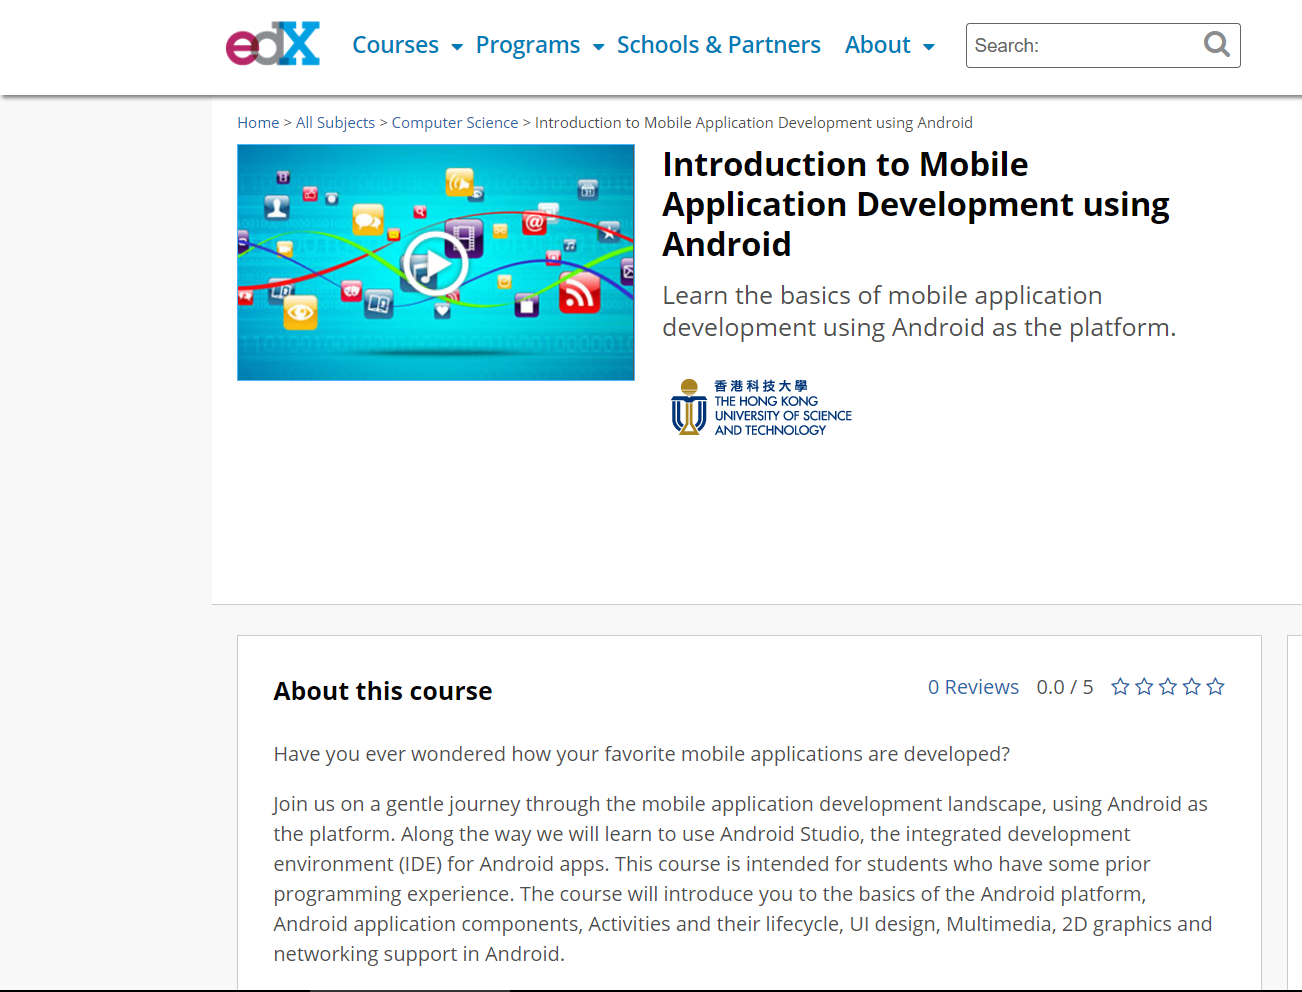 edX
Courses Programs Schools & Partners About Search:
Home > All Subjects > Computer Science > Introduction to Mobile Application Development using Android
Introduction to Mobile
Application Development using
Android
Learn the basics of mobile application
development using Android as the platform.
香港科技大學
THE HONG KONG
UNIVERSITY OF SCIENCE
AND TECHNOLOGY
About this course
0 Reviews 0.0 / 5
Have you ever wondered how your favorite mobile applications are developed?
Join us on a gentle journey through the mobile application development landscape, using Android as
the platform. Along the way we will learn to use Android Studio, the integrated development
environment (IDE) for Android apps. This course is intended for students who have some prior
programming experience. The course will introduce you to the basics of the Android platform,
Android application components, Activities and their lifecycle, UI design, Multimedia, 2D graphics and
networking support in Android.